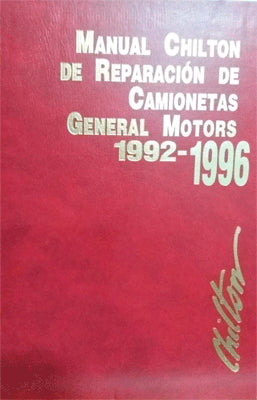 MANUAL CHILTON
DE REPARACIÓN DE
CAMIONETAS
GENERAL MOTORS
1992-1996
Chilton